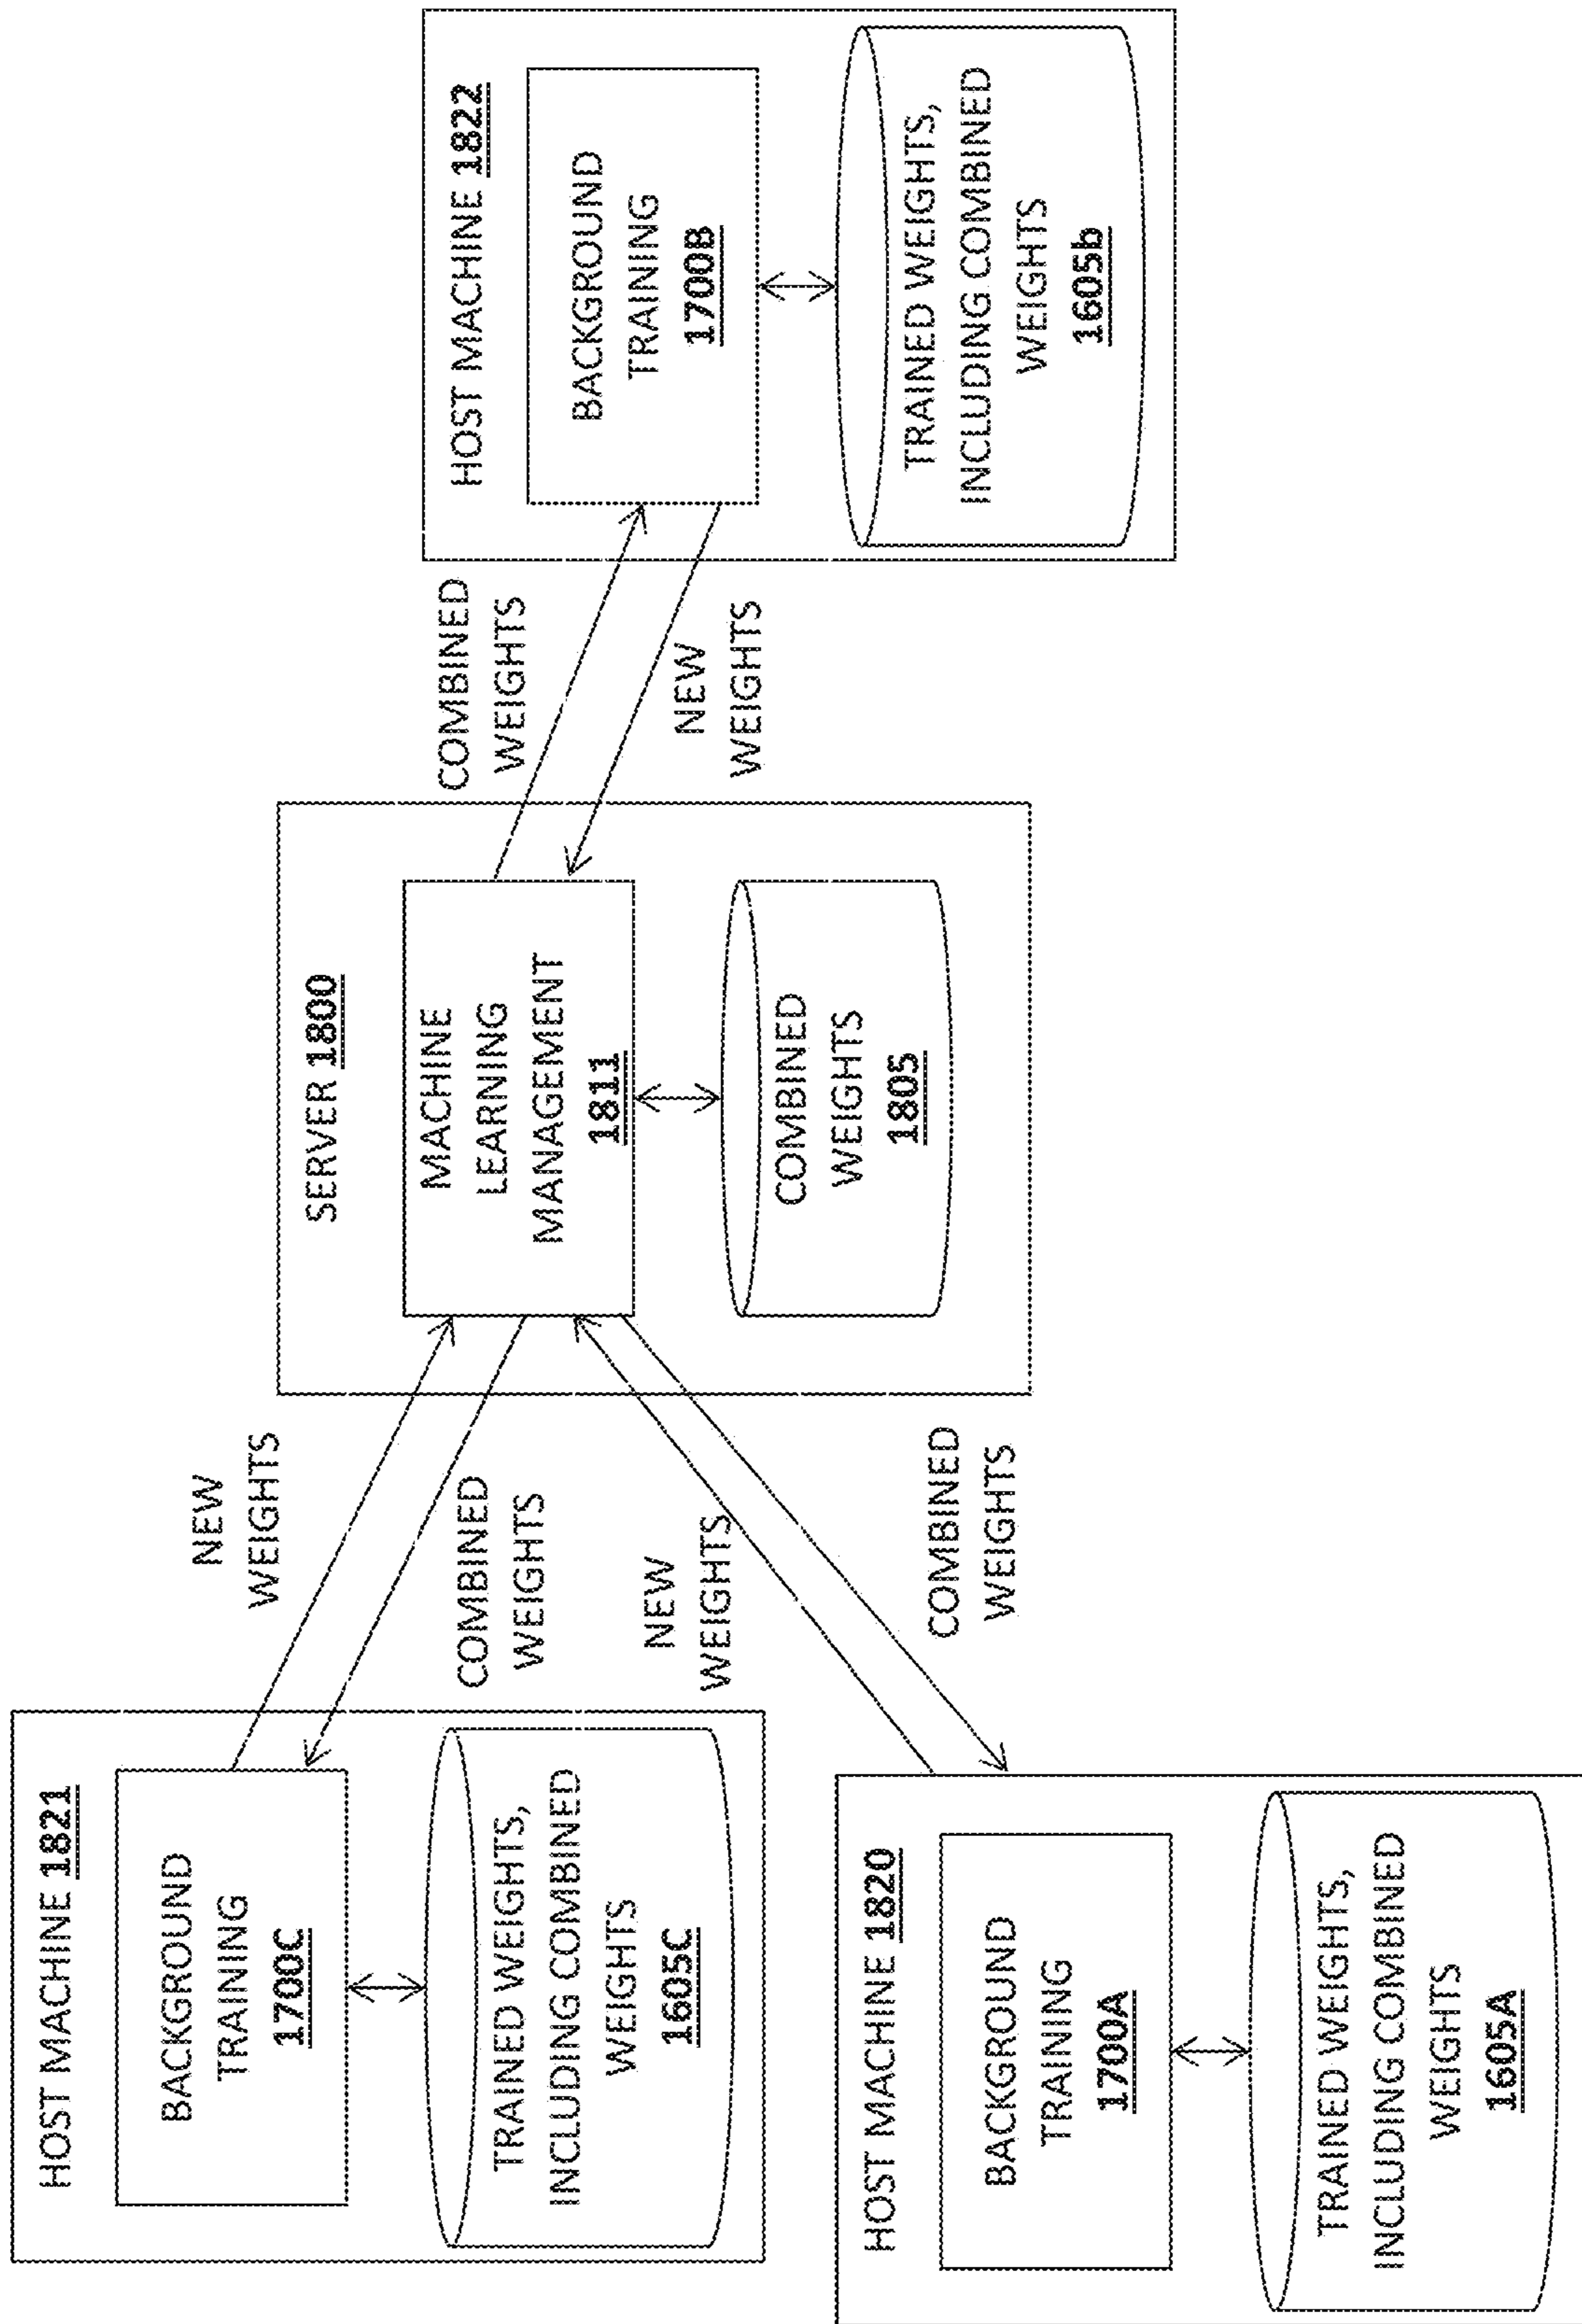 HOST MACHINE 1821
BACKGROUND
TRAINING
1700C
TRAINED WEIGHTS,
INCLUDING COMBINED
WEIGHTS
1605C
NEW
WEIGHTS
COMBINED
WEIGHTS
HOST MACHINE 1820
BACKGROUND
TRAINING
1700A
TRAINED WEIGHTS,
INCLUDING COMBINED
WEIGHTS
1605A
NEW
WEIGHTS
COMBINED
WEIGHTS
SERVER 1800
MACHINE
LEARNING
MANAGEMENT
1811
COMBINED
WEIGHTS
1805
COMBINED
WEIGHTS
NEW
WEIGHTS
HOST MACHINE 1822
BACKGROUND
TRAINING
1700B
TRAINED WEIGHTS,
INCLUDING COMBINED
WEIGHTS
1605b